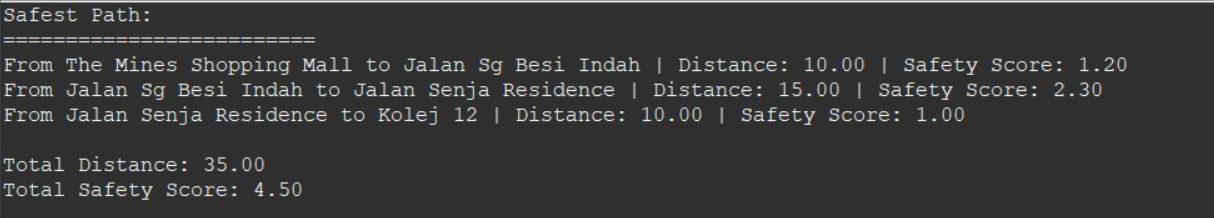 Safest Path:
=========================
From The Mines Shopping Mall to Jalan Sg Besi Indah | Distance: 10.00 | Safety Score: 1.20
From Jalan Sg Besi Indah to Jalan Senja Residence | Distance: 15.00 | Safety Score: 2.30
From Jalan Senja Residence to Kolej 12 | Distance: 10.00 | Safety Score: 1.00
Total Distance: 35.00
Total Safety Score: 4.50